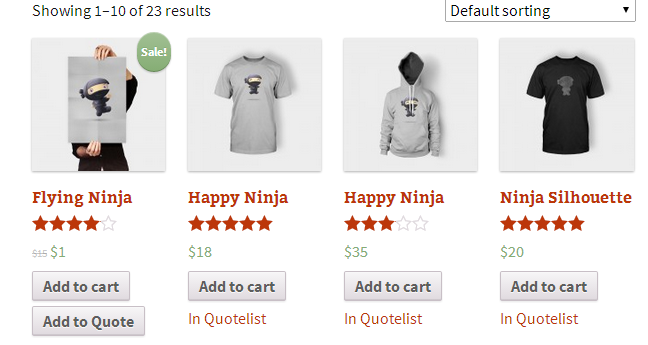 Showing 1–10 of 23 results
Default sorting
Sale!
Flying Ninja
$15 $1
Add to cart
Add to Quote
Happy Ninja
$18
Add to cart
In Quotelist
Happy Ninja
$35
Add to cart
In Quotelist
Ninja Silhouette
$20
Add to cart
In Quotelist